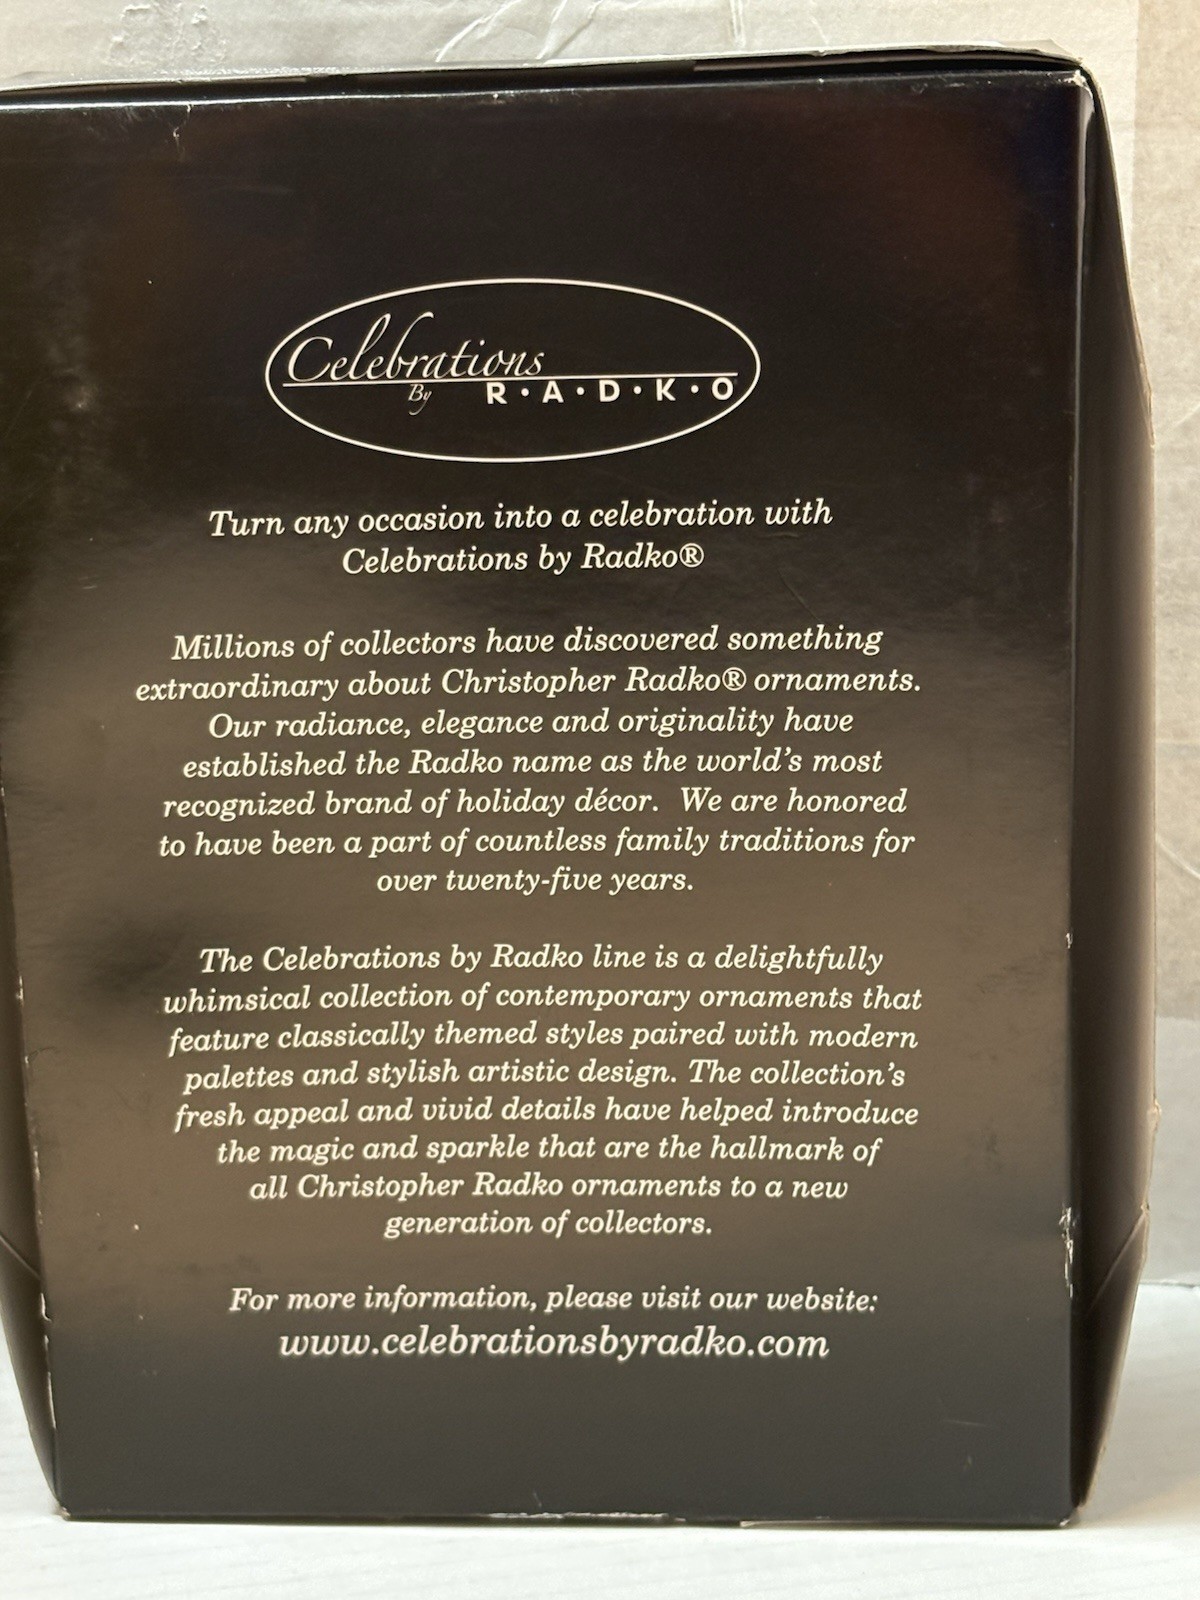 Celebrations
By R·A·D·K·O
Turn any occasion into a celebration with
Celebrations by Radko®
Millions of collectors have discovered something
extraordinary about Christopher Radko® ornaments.
Our radiance, elegance and originality have
established the Radko name as the world's most
recognized brand of holiday décor.  We are honored
to have been a part of countless family traditions for
over twenty-five years.
The Celebrations by Radko line is a delightfully
whimsical collection of contemporary ornaments that
feature classically themed styles paired with modern
palettes and stylish artistic design. The collection's
fresh appeal and vivid details have helped introduce
the magic and sparkle that are the hallmark of
all Christopher Radko ornaments to a new
generation of collectors.
For more information, please visit our website:
www.celebrationsbyradko.com